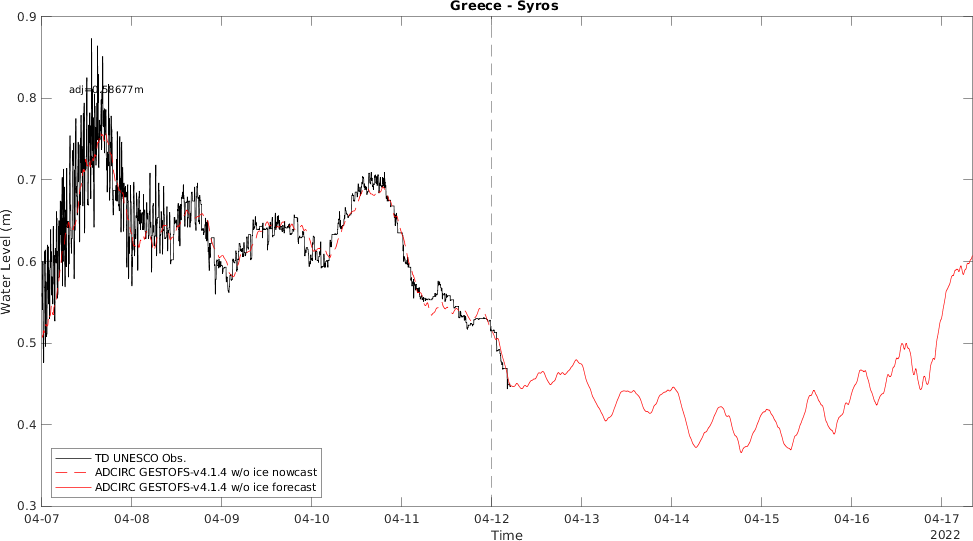 Greece - Syros
0.9
0.8
0.7
0.6
0.5
0.4
0.3
Water Level (m)
adj=0.58677m
TD UNESCO Obs.
ADCIRC GESTOFS-v4.1.4 w/o ice nowcast
ADCIRC GESTOFS-v4.1.4 w/o ice forecast
04-07 04-08 04-09 04-10 04-11 04-12 04-13 04-14 04-15 04-16 04-17
Time
2022